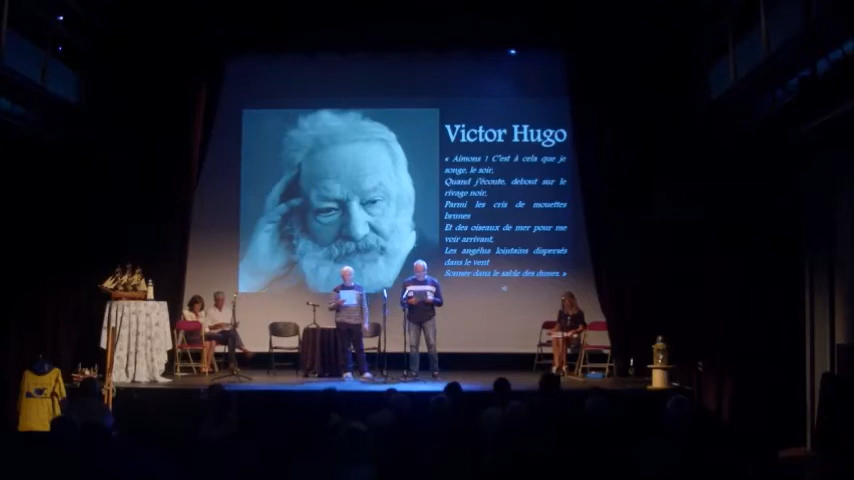 Victor Hugo
« Aimons ! C'est à cela que je
songe, le soir,
Quand j'écoute, debout sur le
rivage noir,
Parmi les cris de mouettes
brunes
Et des oiseaux de mer pour me
voir arrivant,
Les angélus lointains dispersés
dans le vent
Sonner dans le sable des dunes. »